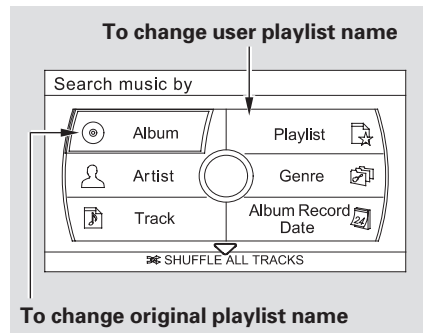 To change user playlist name
Search music by
Album
Playlist
Artist
Genre
Track
Album Record
Date
24
SHUFFLE ALL TRACKS
To change original playlist name